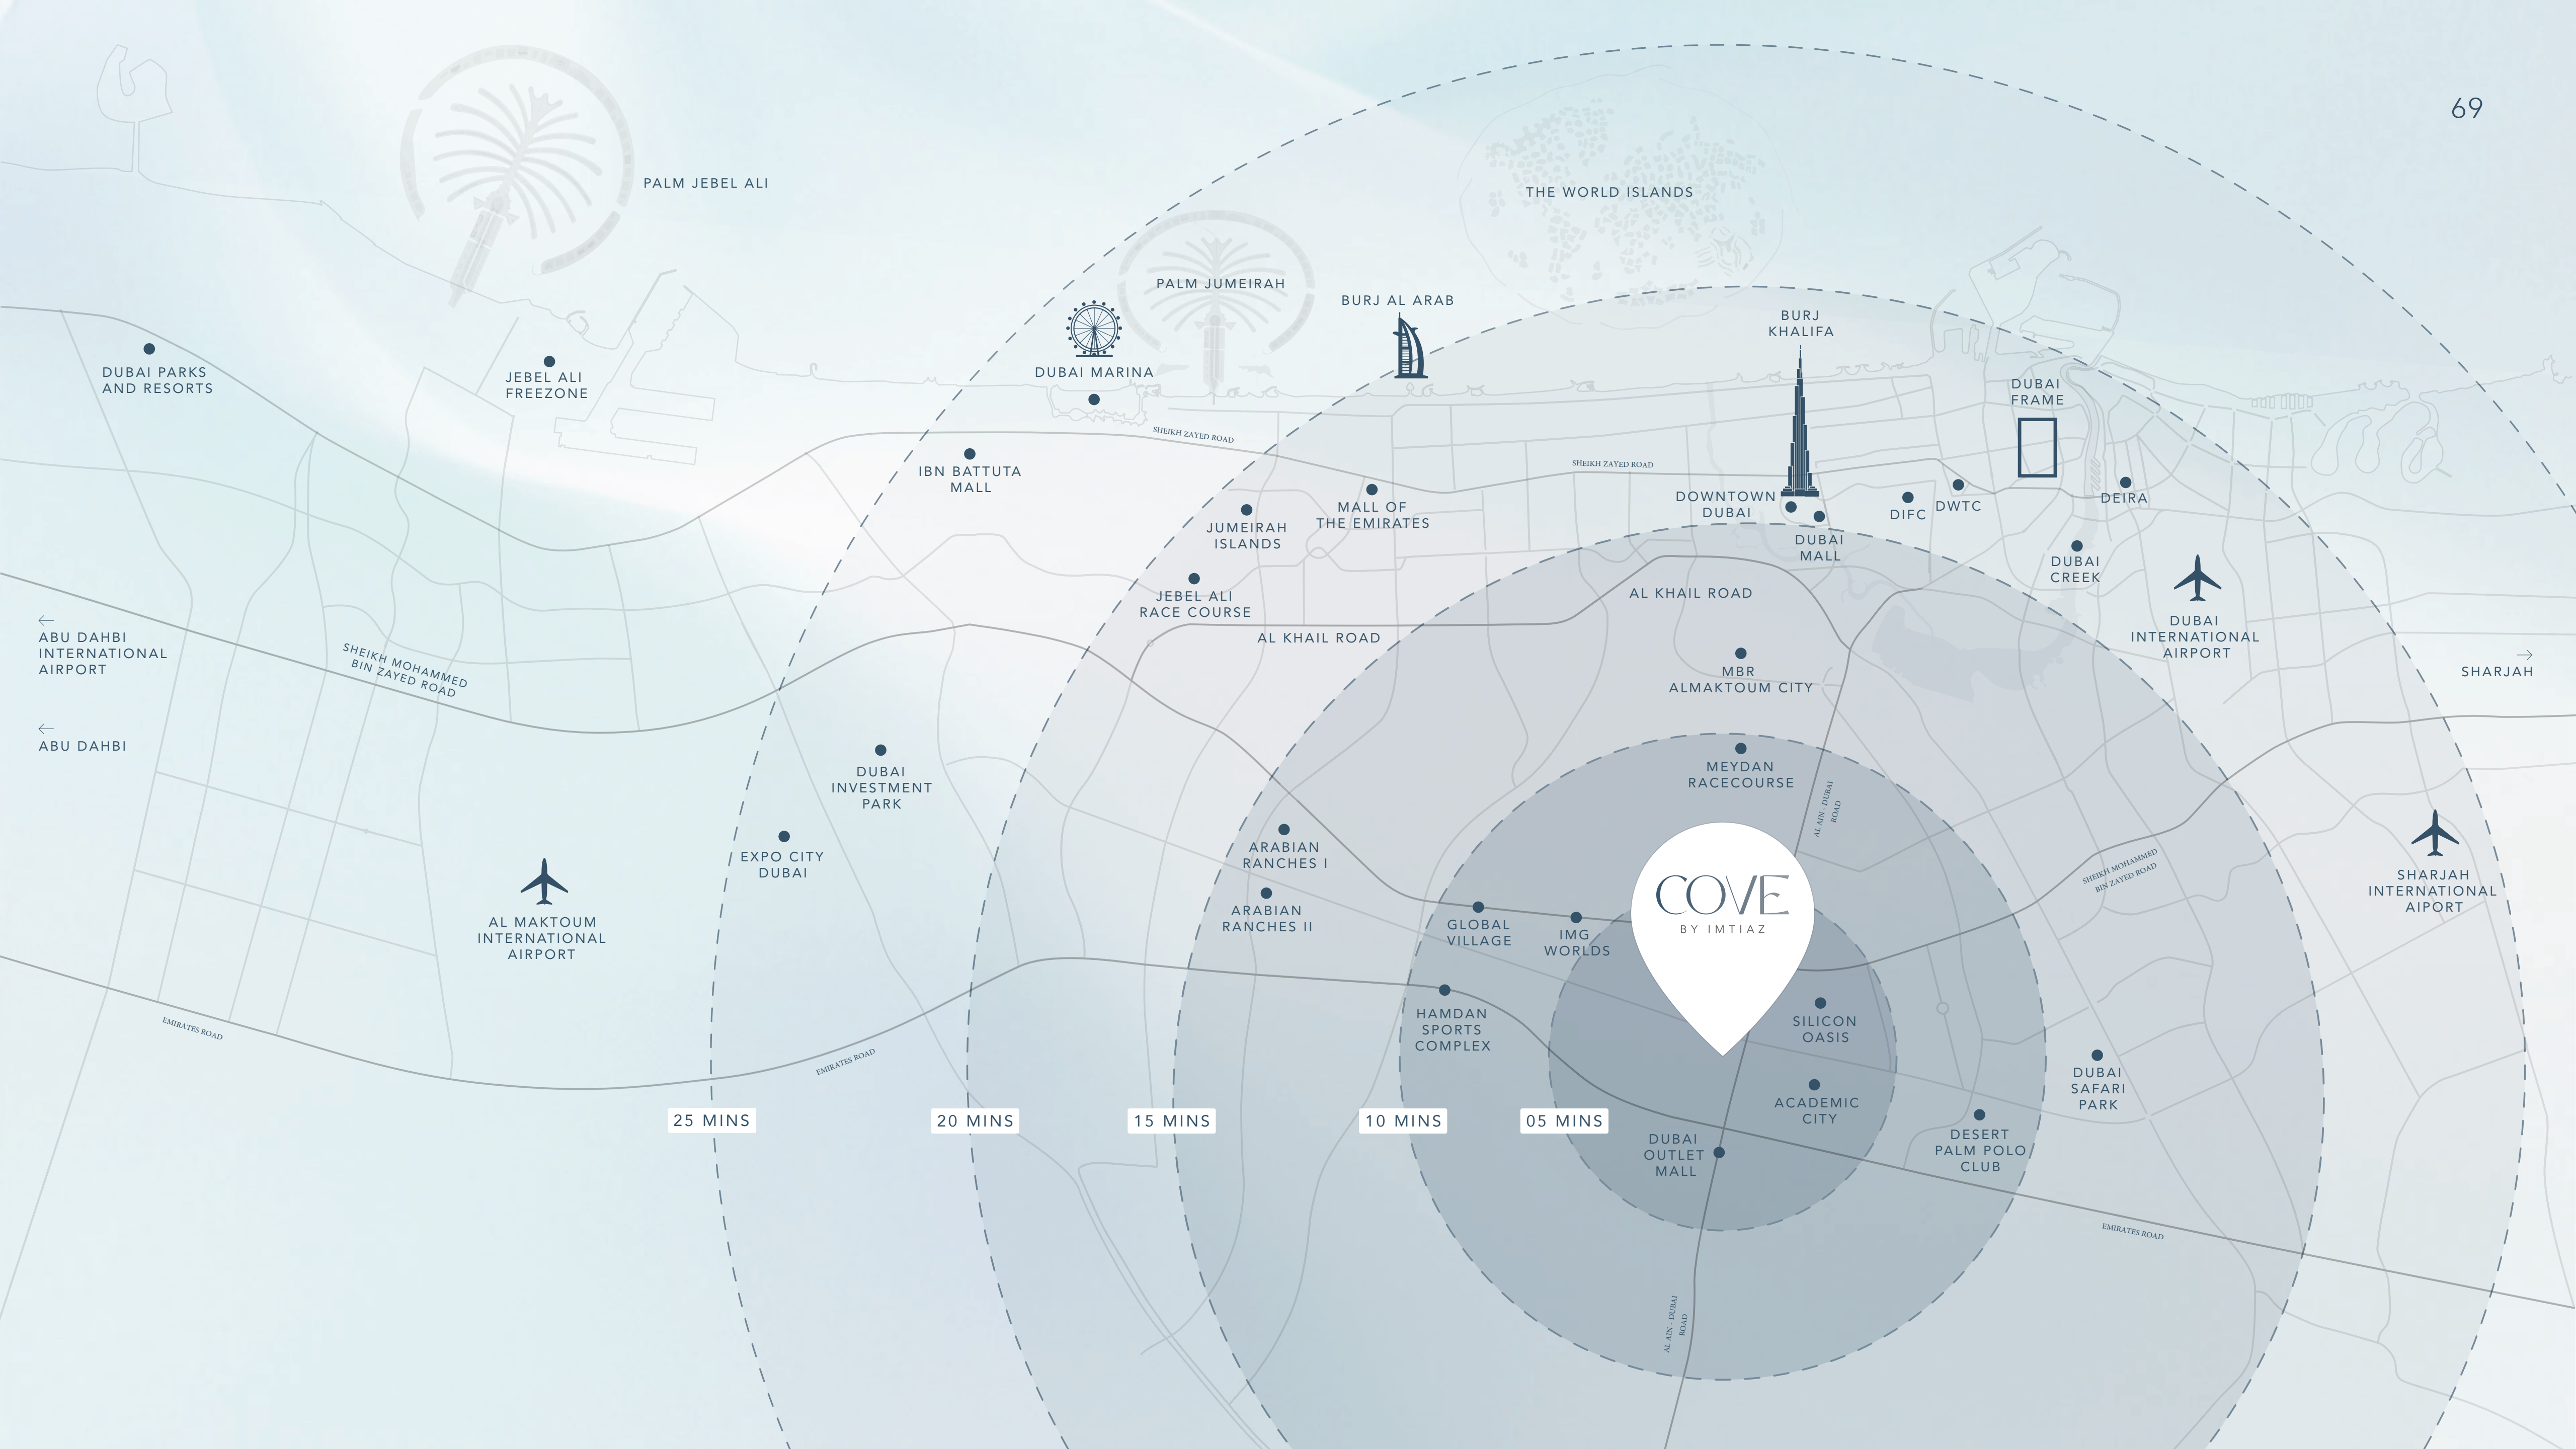 69
PALM JEBEL ALI
THE WORLD ISLANDS
PALM JUMEIRAH
BURJ AL ARAB
BURJ
KHALIFA
DUBAI PARKS
AND RESORTS
JEBEL ALI
FREEZONE
DUBAI MARINA
DUBAI
FRAME
SHEIKH ZAYED ROAD
SHEIKH ZAYED ROAD
IBN BATTUTA
MALL
JUMEIRAH
ISLANDS
MALL OF
THE EMIRATES
DOWNTOWN
DUBAI
DUBAI
MALL
DIFC
DWTC
DEIRA
DUBAI
CREEK
JEBEL ALI
RACE COURSE
AL KHAIL ROAD
AL KHAIL ROAD
DUBAI
INTERNATIONAL
AIRPORT
←
ABU DAHBI
INTERNATIONAL
AIRPORT
SHEIKH MOHAMMED
BIN ZAYED ROAD
→
SHARJAH
MBR
ALMAKTOUM CITY
←
ABU DAHBI
DUBAI
INVESTMENT
PARK
MEYDAN
RACECOURSE
AL AIN - DUBAI
ROAD
EXPO CITY
DUBAI
ARABIAN
RANCHES I
ARABIAN
RANCHES II
COVE
BY IMTIAZ
SHEIKH MOHAMMED
BIN ZAYED ROAD
SHARJAH
INTERNATIONAL
AIPORT
AL MAKTOUM
INTERNATIONAL
AIRPORT
GLOBAL
VILLAGE
IMG
WORLDS
HAMDAN
SPORTS
COMPLEX
SILICON
OASIS
EMIRATES ROAD
EMIRATES ROAD
DUBAI
SAFARI
PARK
ACADEMIC
CITY
25 MINS
20 MINS
15 MINS
10 MINS
05 MINS
DUBAI
OUTLET
MALL
DESERT
PALM POLO
CLUB
EMIRATES ROAD
AL AIN - DUBAI
ROAD